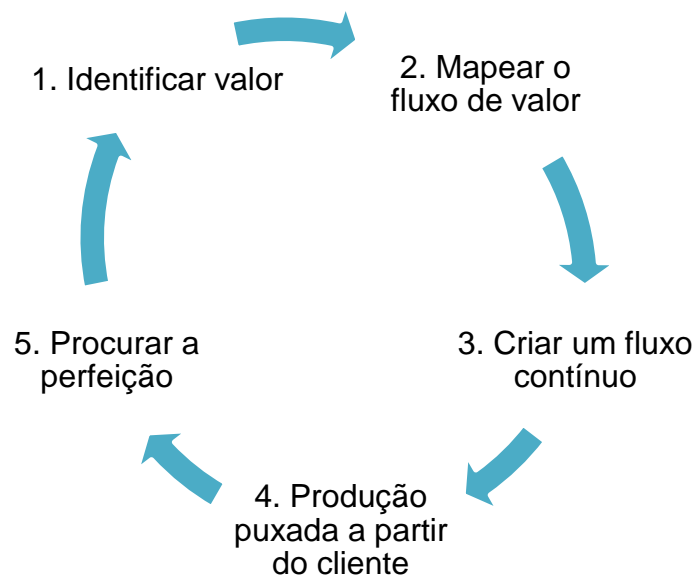 1. Identificar valor
2. Mapear o
fluxo de valor
3. Criar um fluxo
contínuo
4. Produção
puxada a partir
do cliente
5. Procurar a
perfeição